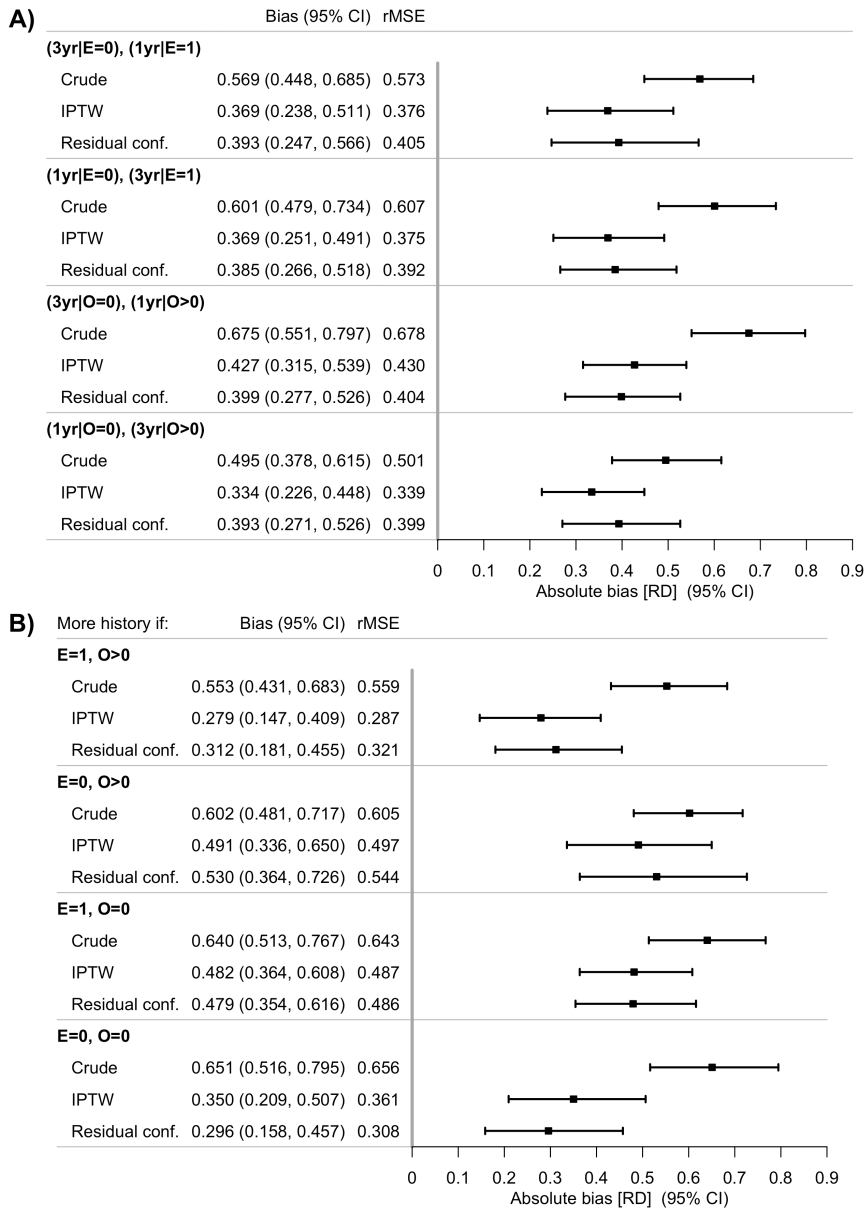 A)
Bias (95% CI) rMSE
(3yr|E=0), (1yr|E=1)
Crude 0.569 (0.448, 0.685) 0.573
IPTW 0.369 (0.238, 0.511) 0.376
Residual conf. 0.393 (0.247, 0.566) 0.405
(1yr|E=0), (3yr|E=1)
Crude 0.601 (0.479, 0.734) 0.607
IPTW 0.369 (0.251, 0.491) 0.375
Residual conf. 0.385 (0.266, 0.518) 0.392
(3yr|O=0), (1yr|O>0)
Crude 0.675 (0.551, 0.797) 0.678
IPTW 0.427 (0.315, 0.539) 0.430
Residual conf. 0.399 (0.277, 0.526) 0.404
(1yr|O=0), (3yr|O>0)
Crude 0.495 (0.378, 0.615) 0.501
IPTW 0.334 (0.226, 0.448) 0.339
Residual conf. 0.393 (0.271, 0.526) 0.399
0 0.1 0.2 0.3 0.4 0.5 0.6 0.7 0.8 0.9
Absolute bias [RD] (95% CI)
B)
More history if: Bias (95% CI) rMSE
E=1, O>0
Crude 0.553 (0.431, 0.683) 0.559
IPTW 0.279 (0.147, 0.409) 0.287
Residual conf. 0.312 (0.181, 0.455) 0.321
E=0, O>0
Crude 0.602 (0.481, 0.717) 0.605
IPTW 0.491 (0.336, 0.650) 0.497
Residual conf. 0.530 (0.364, 0.726) 0.544
E=1, O=0
Crude 0.640 (0.513, 0.767) 0.643
IPTW 0.482 (0.364, 0.608) 0.487
Residual conf. 0.479 (0.354, 0.616) 0.486
E=0, O=0
Crude 0.651 (0.516, 0.795) 0.656
IPTW 0.350 (0.209, 0.507) 0.361
Residual conf. 0.296 (0.158, 0.457) 0.308
0 0.1 0.2 0.3 0.4 0.5 0.6 0.7 0.8 0.9
Absolute bias [RD] (95% CI)